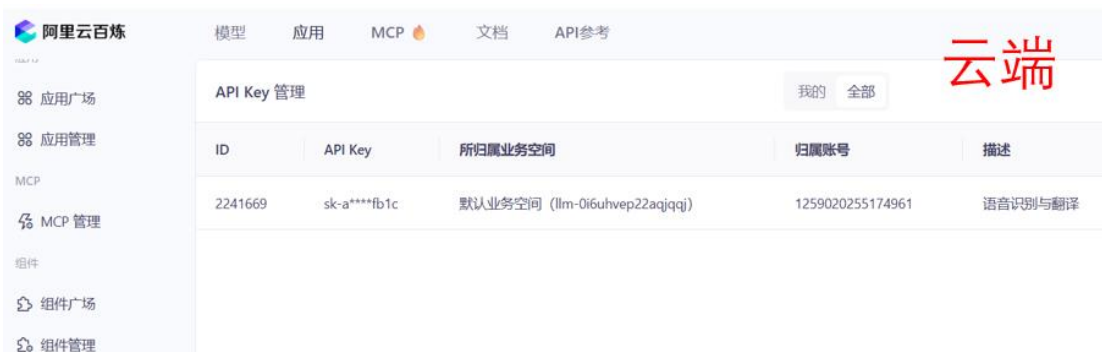 阿里云百炼
模型 应用 MCP 文档 API参考
云端
应用广场
应用管理
MCP
MCP 管理
组件
组件广场
组件管理
API Key 管理
我的 全部
ID API Key 所归属业务空间 归属账号 描述
2241669 sk-a****fb1c 默认业务空间（llm-0i6uhvep22aqjqqj） 1259020255174961 语音识别与翻译